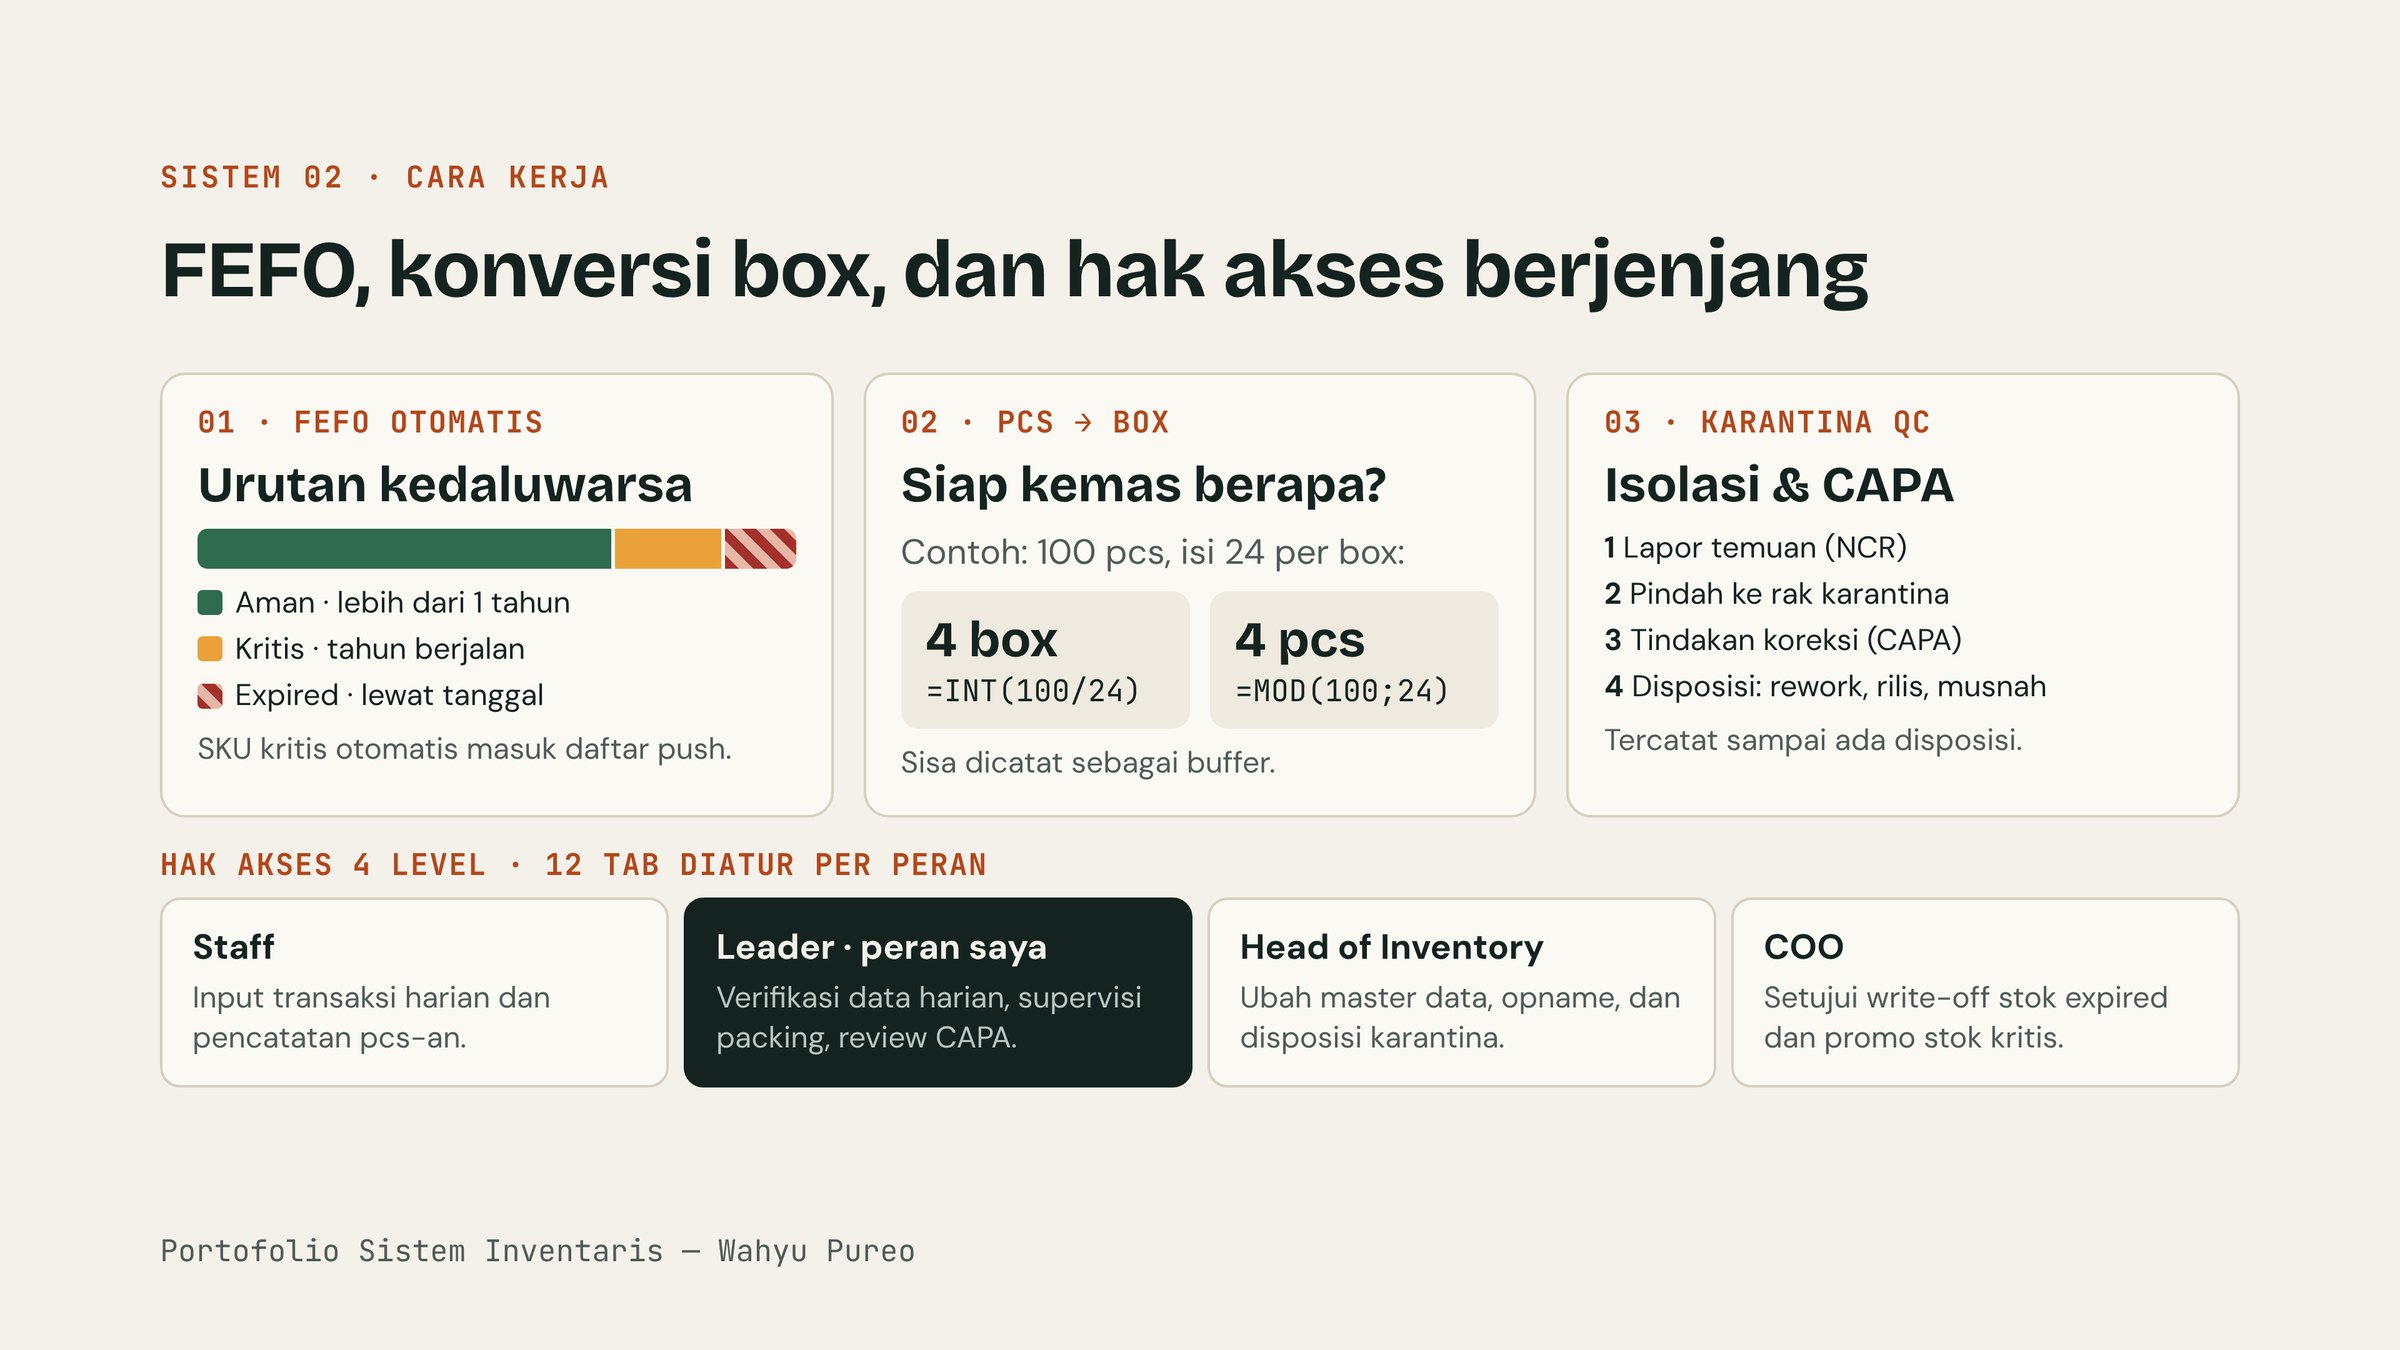 SISTEM 02 · CARA KERJA
FEFO, konversi box, dan hak akses berjenjang
01 · FEFO OTOMATIS
Urutan kedaluwarsa
Aman · lebih dari 1 tahun
Kritis · tahun berjalan
Expired · lewat tanggal
SKU kritis otomatis masuk daftar push.
02 · PCS → BOX
Siap kemas berapa?
Contoh: 100 pcs, isi 24 per box:
4 box
=INT(100/24)
4 pcs
=MOD(100;24)
Sisa dicatat sebagai buffer.
03 · KARANTINA QC
Isolasi & CAPA
1 Lapor temuan (NCR)
2 Pindah ke rak karantina
3 Tindakan koreksi (CAPA)
4 Disposisi: rework, rilis, musnah
Tercatat sampai ada disposisi.
HAK AKSES 4 LEVEL · 12 TAB DIATUR PER PERAN
Staff
Input transaksi harian dan
pencatatan pcs-an.
Leader · peran saya
Verifikasi data harian, supervisi
packing, review CAPA.
Head of Inventory
Ubah master data, opname, dan
disposisi karantina.
COO
Setujui write-off stok expired
dan promo stok kritis.
Portofolio Sistem Inventaris — Wahyu Pureo